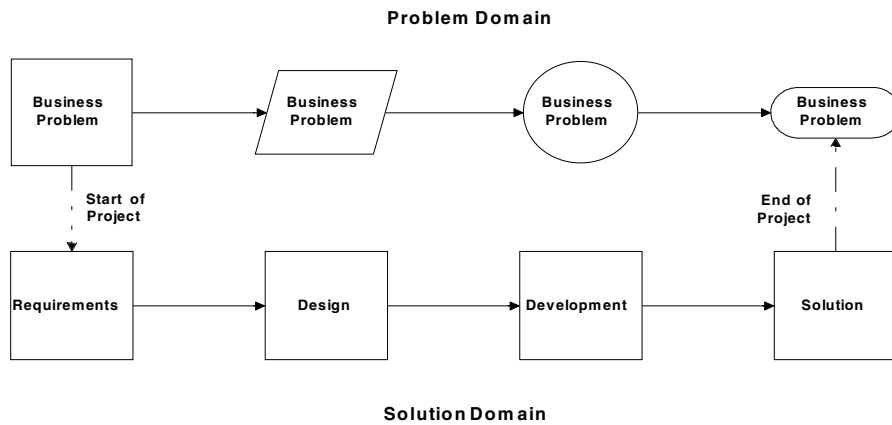 Problem Domain
Business
Problem
Business
Problem
Business
Problem
Business
Problem
Start of
Project
End of
Project
Requirements
Design
Development
Solution
Solution Domain